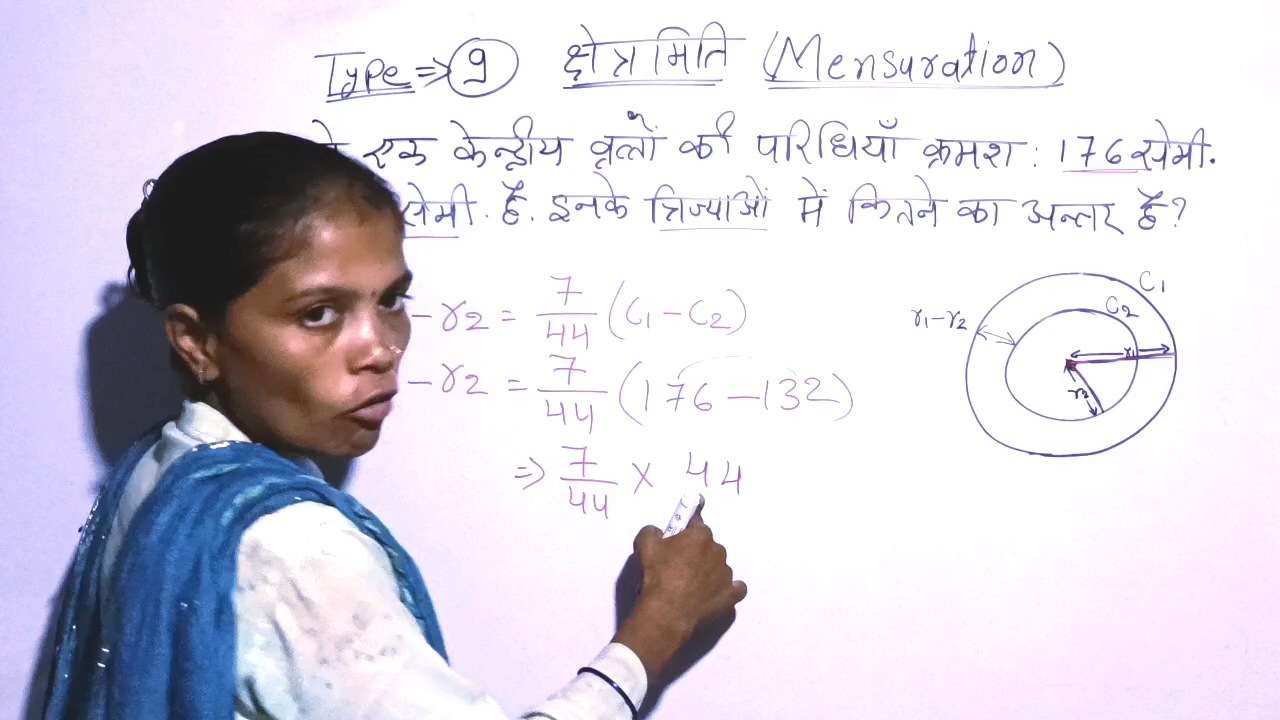 Type ⇒ 9 क्षेत्रमिति (Mensuration)
एक केन्द्रीय वृत्तों की परिधियाँ क्रमश: 176 सेमी.
सेमी. है. इनके त्रिज्याओं में कितने का अन्तर है?
- r2 = 7/44 (C1 - C2)
- r2 = 7/44 (176 - 132)
⇒ 7/44 × 44
C1
C2
r1-r2
r1
r2